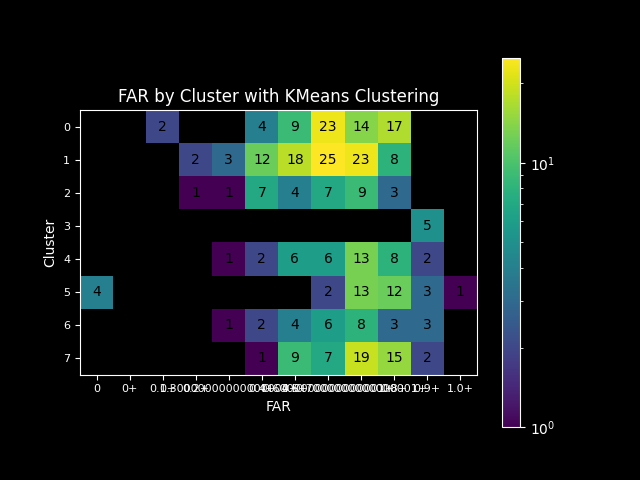 FAR by Cluster with KMeans Clustering
0 2 4 9 23 14 17
1 2 3 12 18 25 23 8
2 1 1 7 4 7 9 3
3 5
4 1 2 6 6 13 8 2
5 4 2 13 12 3 1
6 1 2 4 6 8 3 3
7 1 9 7 19 15 2
Cluster
0 0+ 0.9+ 1.0+
FAR
10¹
10⁰